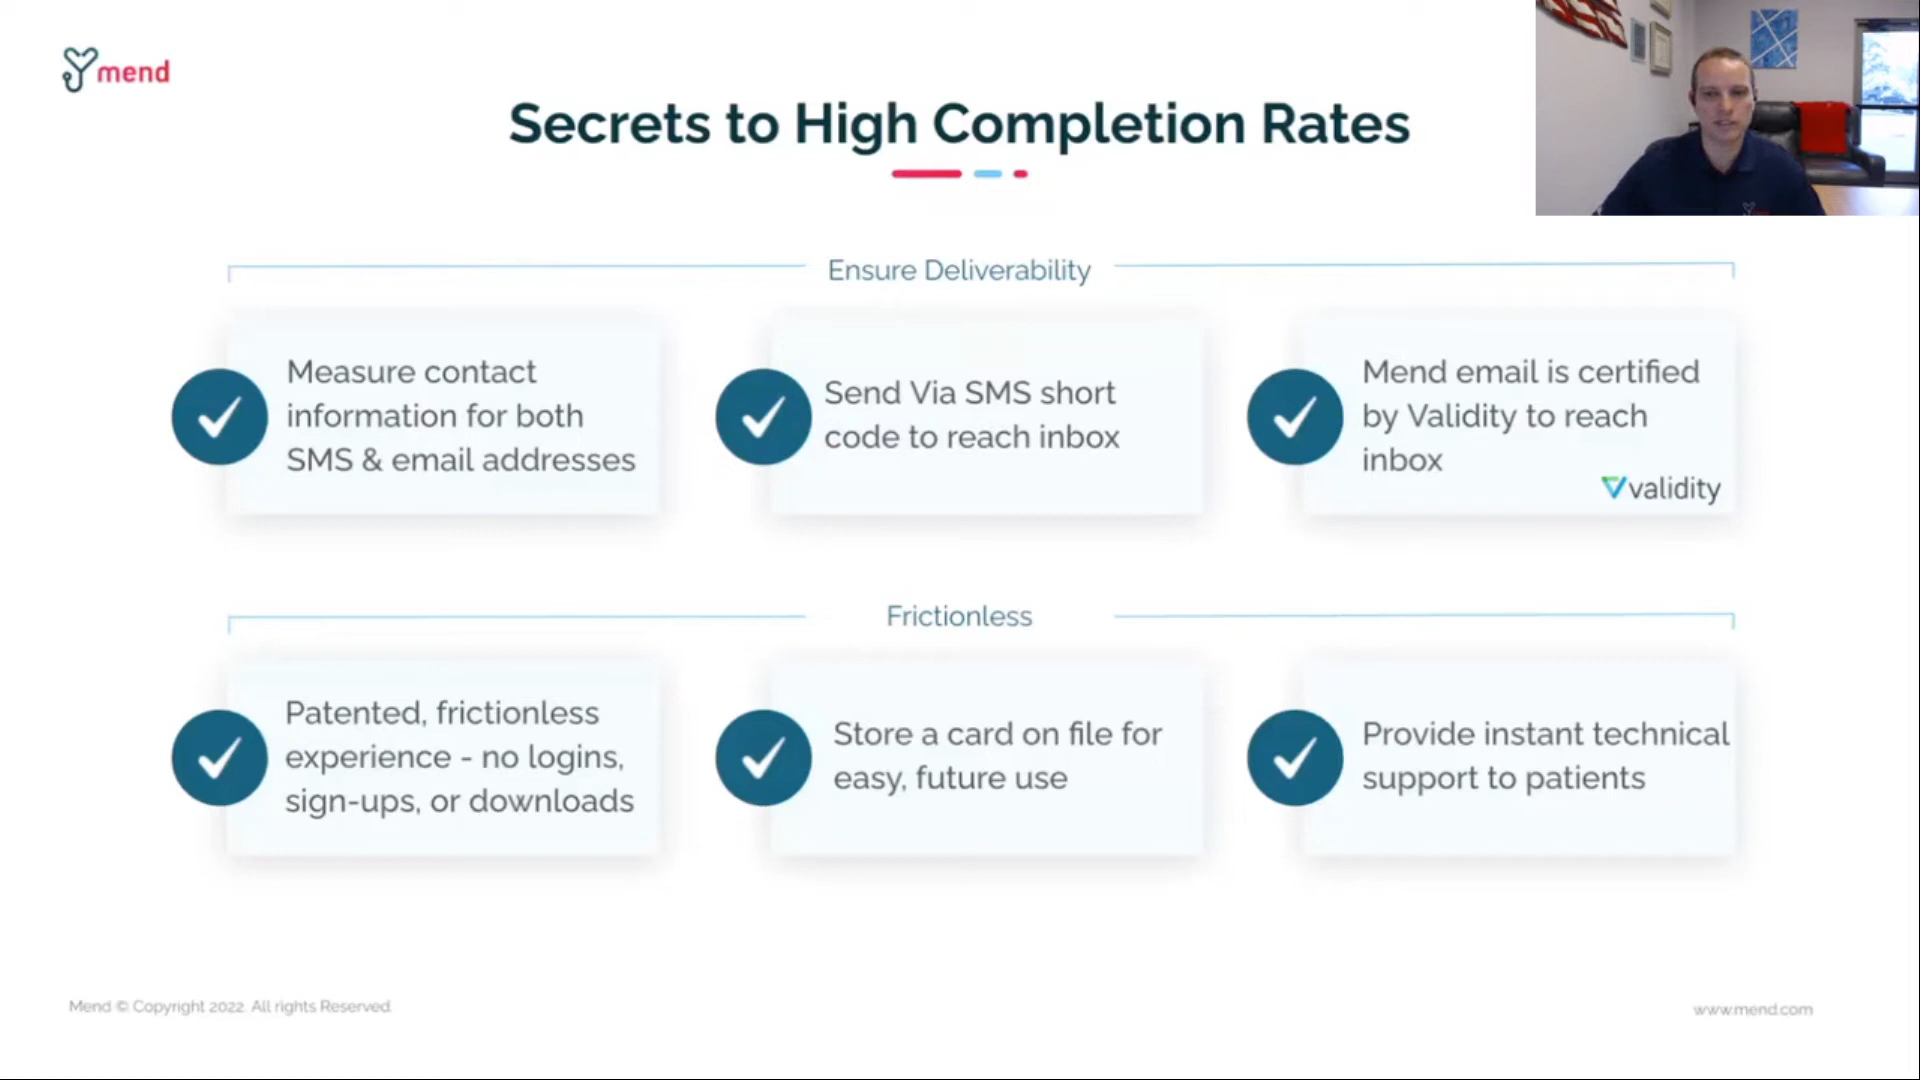 mend
Secrets to High Completion Rates
Ensure Deliverability
Measure contact
information for both
SMS & email addresses
Send Via SMS short
code to reach inbox
Mend email is certified
by Validity to reach
inbox
validity
Frictionless
Patented, frictionless
experience - no logins,
sign-ups, or downloads
Store a card on file for
easy, future use
Provide instant technical
support to patients
Mend © Copyright 2022. All rights Reserved.
www.mend.com